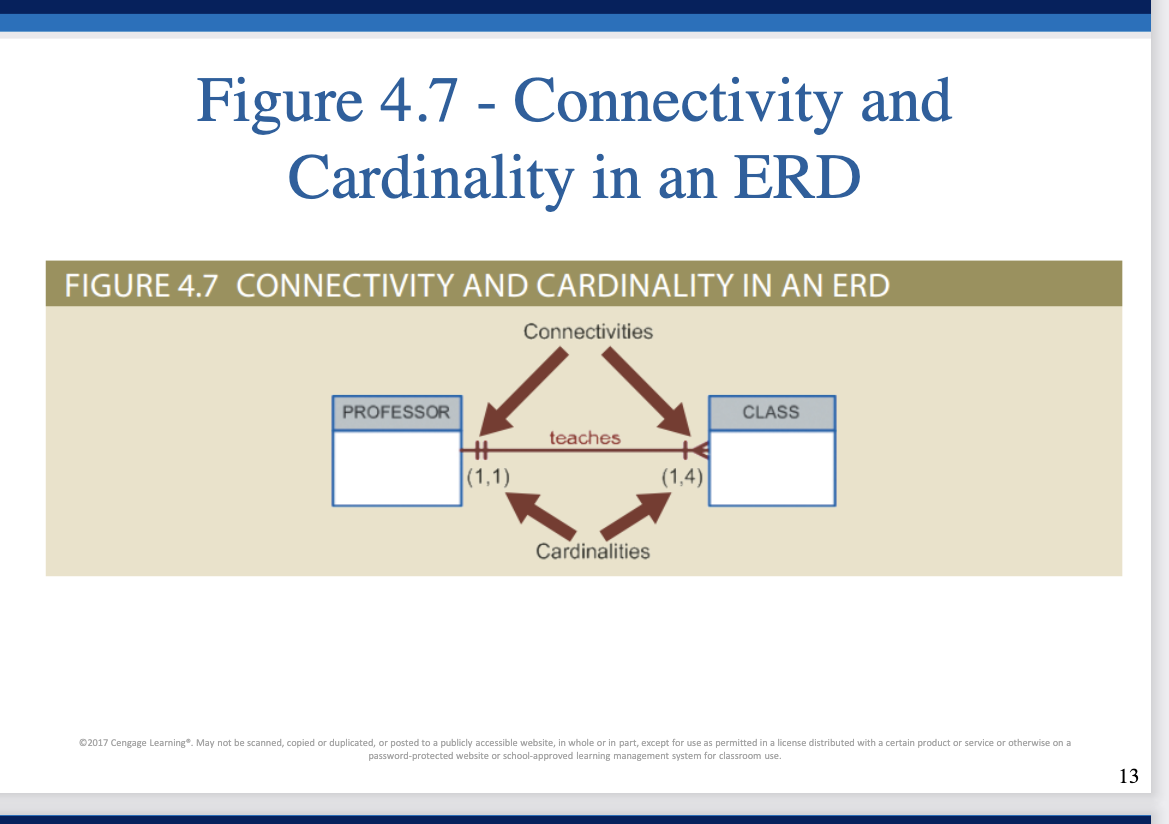 Figure 4.7 - Connectivity and
Cardinality in an ERD
FIGURE 4.7 CONNECTIVITY AND CARDINALITY IN AN ERD
Connectivities
PROFESSOR
CLASS
teaches
(1,1)
(1,4)
Cardinalities
©2017 Cengage Learning®. May not be scanned, copied or duplicated, or posted to a publicly accessible website, in whole or in part, except for use as permitted in a license distributed with a certain product or service or otherwise on a
password-protected website or school-approved learning management system for classroom use.
13